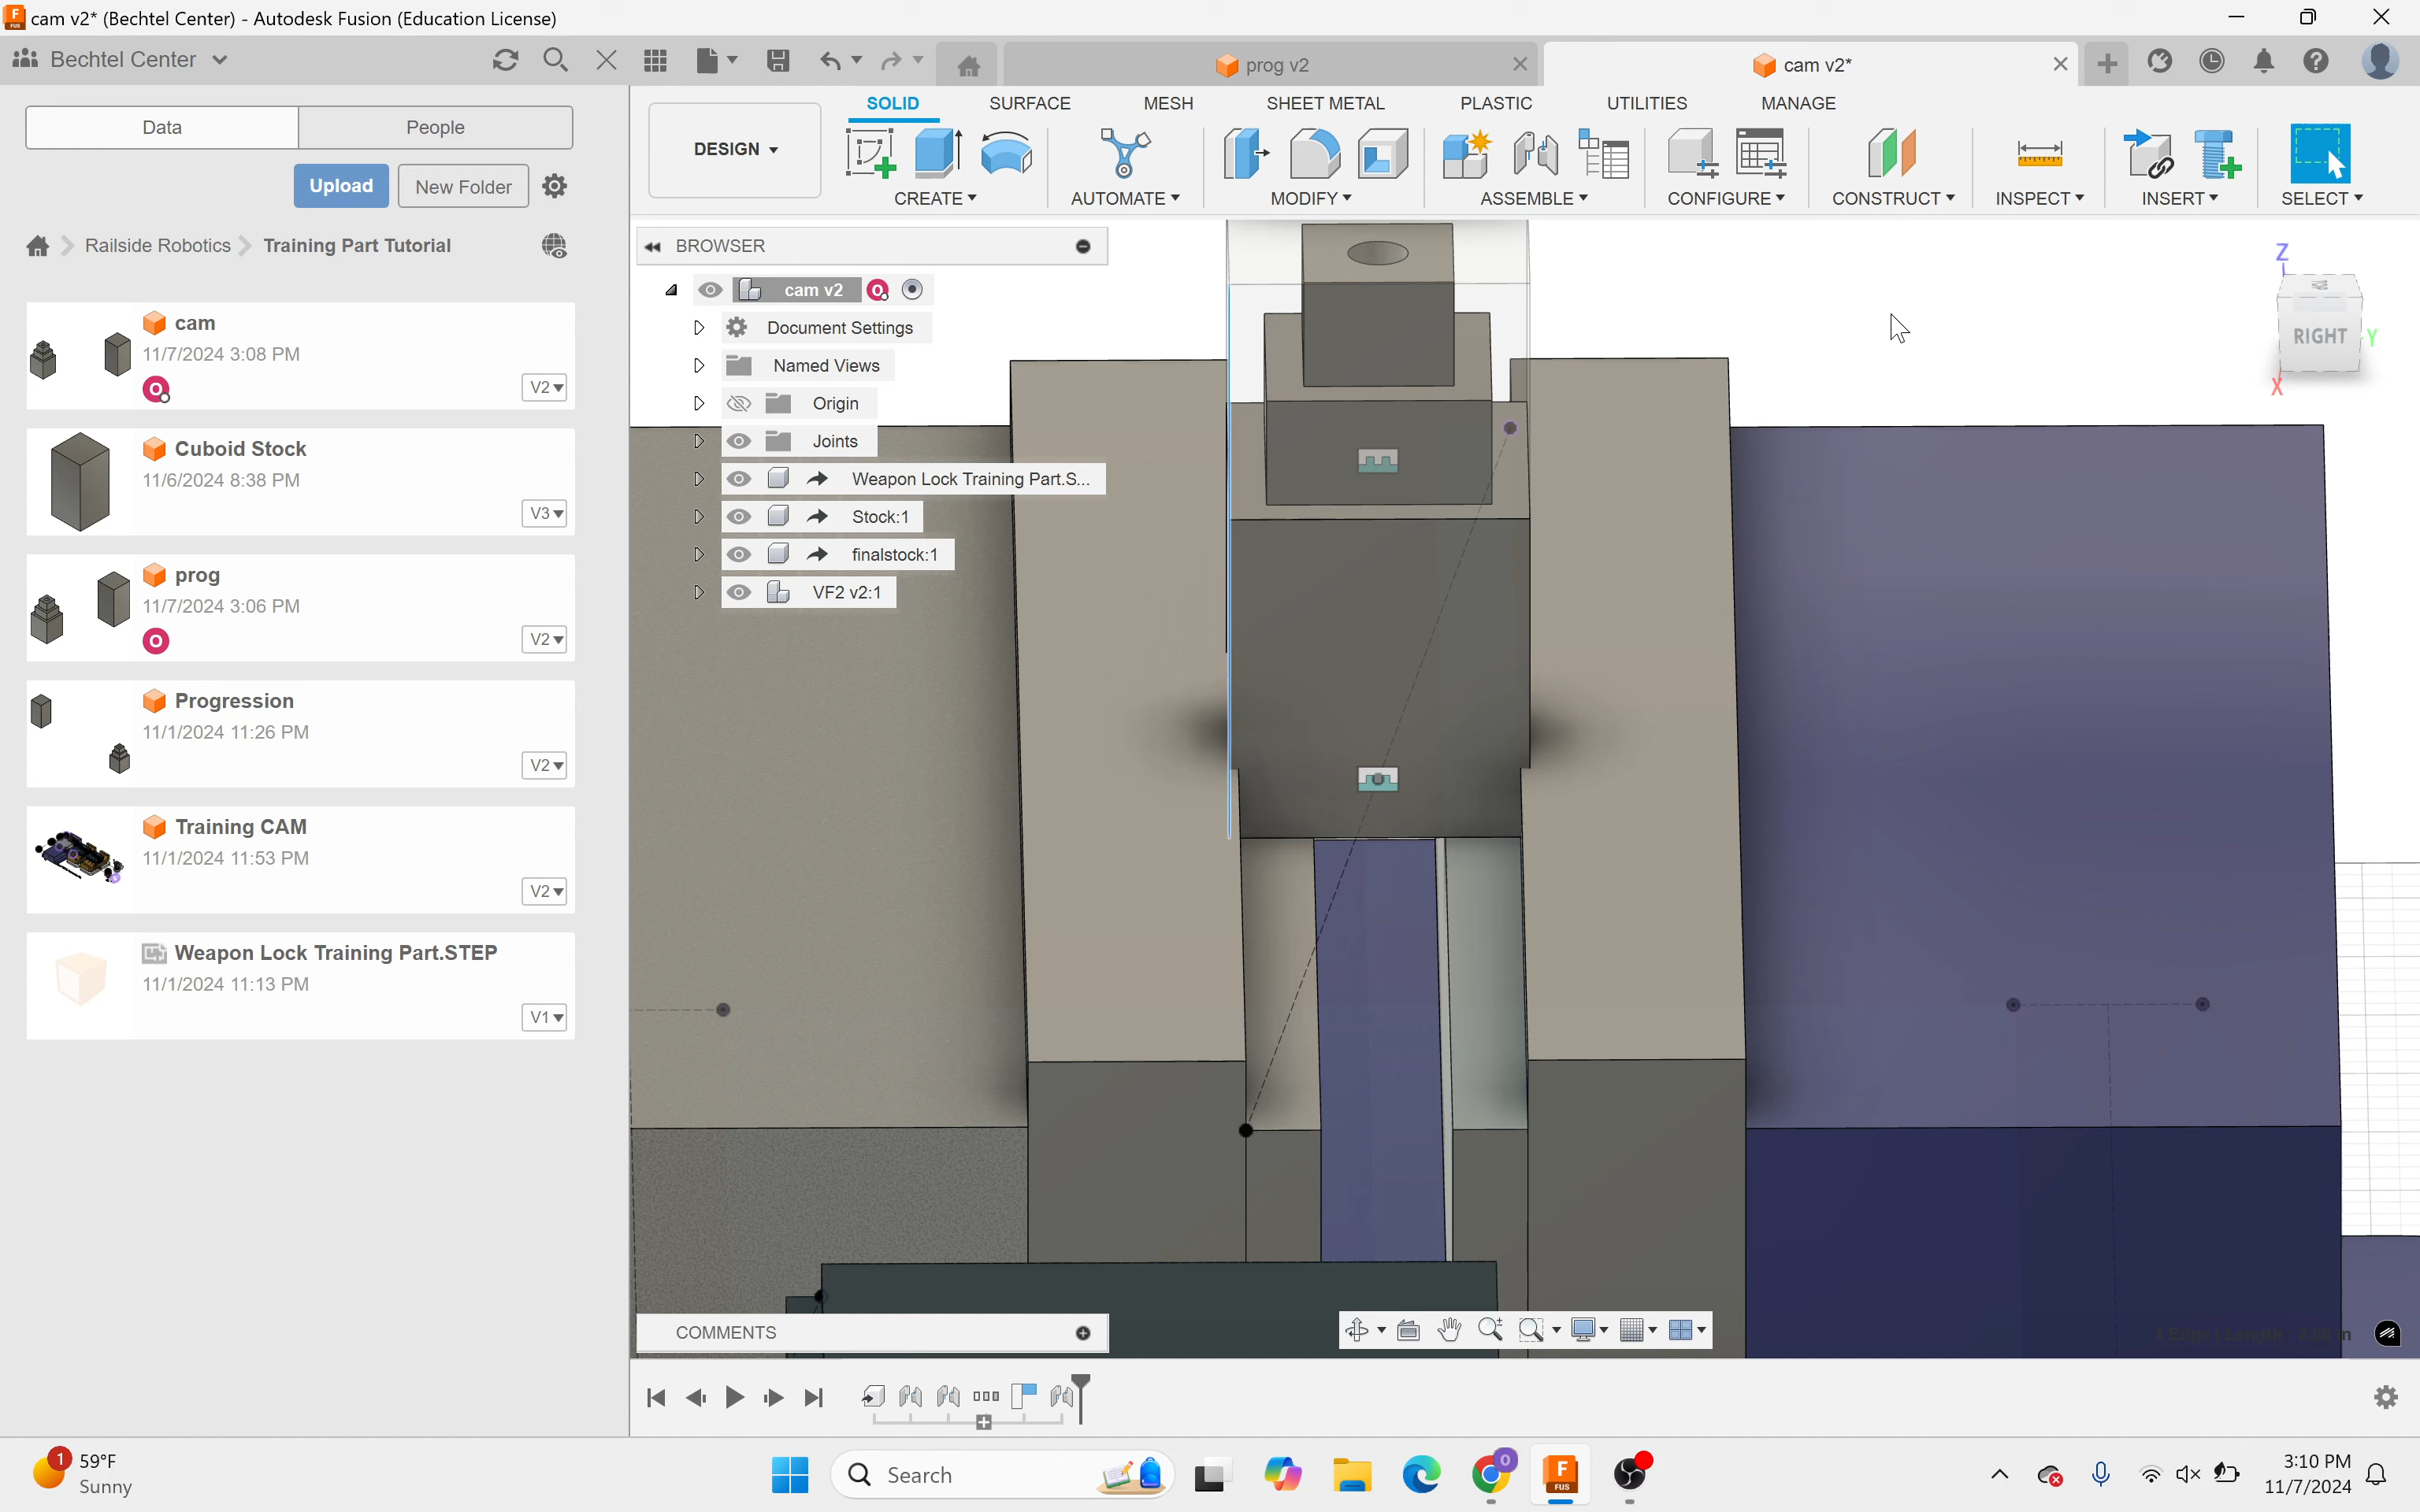 cam v2* (Bechtel Center) - Autodesk Fusion (Education License)
Bechtel Center
prog v2
cam v2*
Data
People
Upload
New Folder
Railside Robotics
Training Part Tutorial
cam
11/7/2024 3:08 PM
V2
Cuboid Stock
11/6/2024 8:38 PM
V3
prog
11/7/2024 3:06 PM
V2
Progression
11/1/2024 11:26 PM
V2
Training CAM
11/1/2024 11:53 PM
V2
Weapon Lock Training Part.STEP
11/1/2024 11:13 PM
V1
DESIGN
SOLID
SURFACE
MESH
SHEET METAL
PLASTIC
UTILITIES
MANAGE
CREATE
AUTOMATE
MODIFY
ASSEMBLE
CONFIGURE
CONSTRUCT
INSPECT
INSERT
SELECT
BROWSER
cam v2
Document Settings
Named Views
Origin
Joints
Weapon Lock Training Part.S...
Stock:1
finalstock:1
VF2 v2:1
Z
RIGHT
Y
X
COMMENTS
1
59°F
Sunny
Search
FUS
3:10 PM
11/7/2024